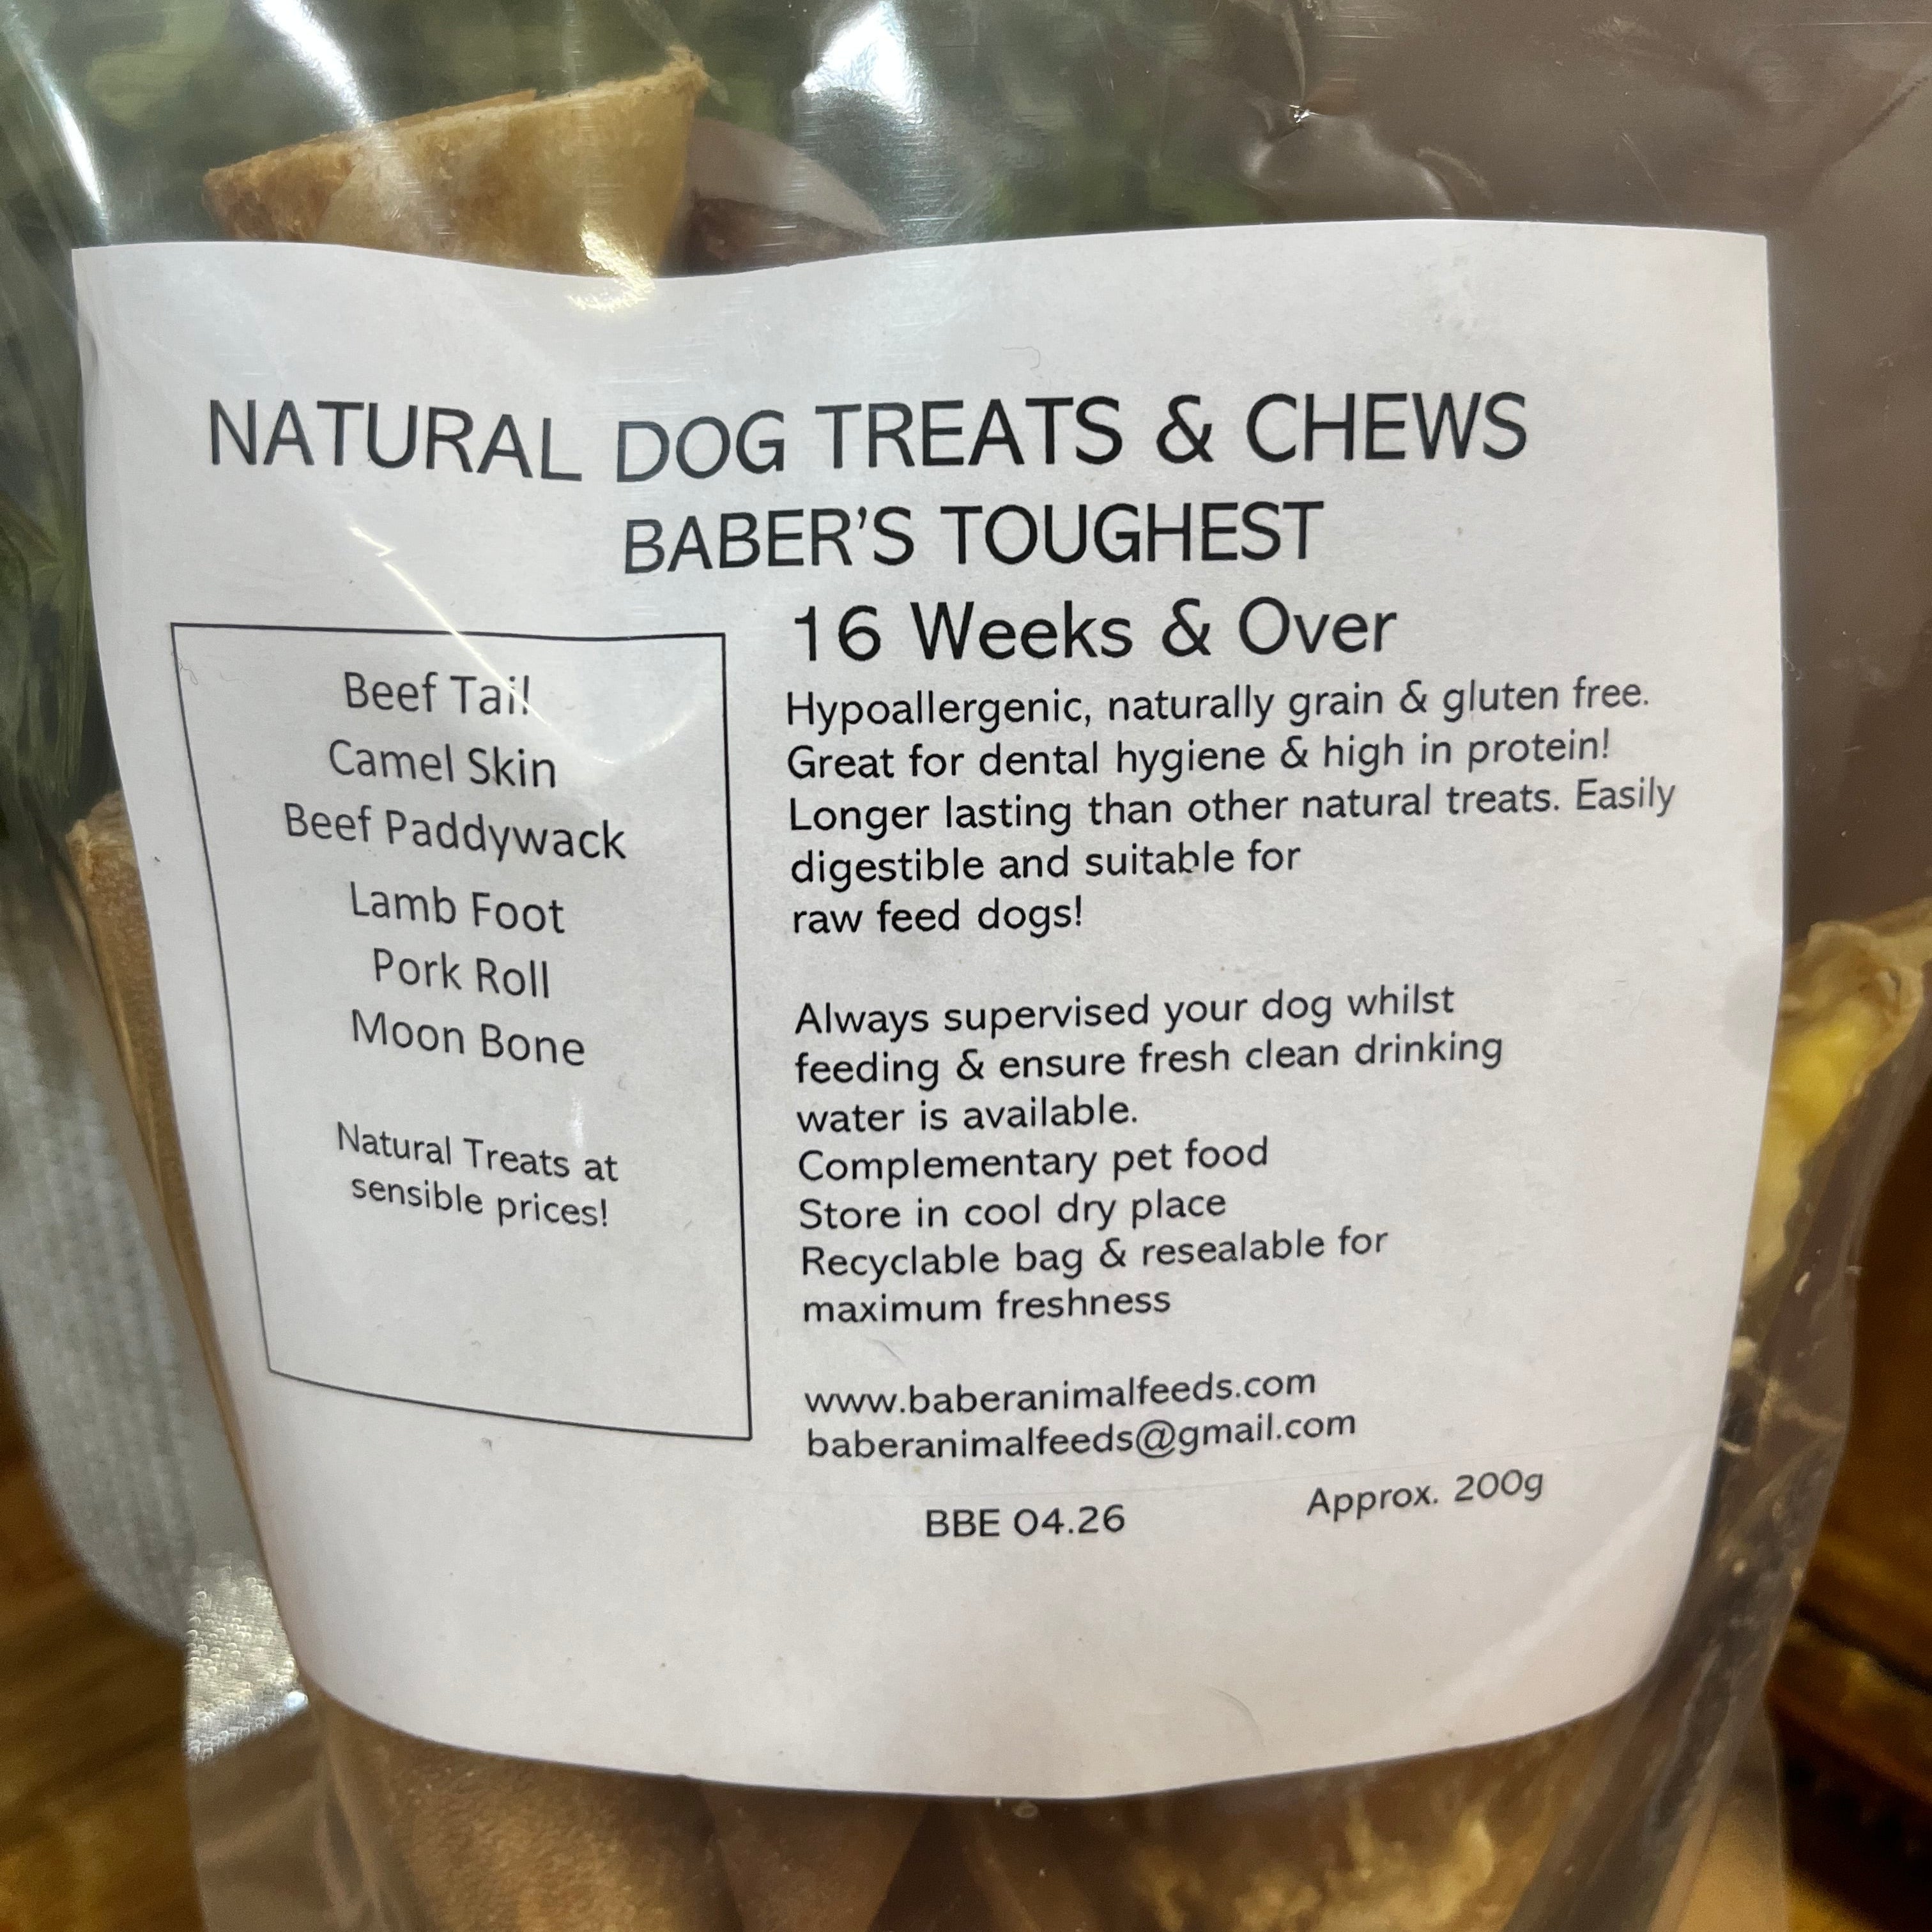 NATURAL DOG TREATS & CHEWS
BABER'S TOUGHEST
16 Weeks & Over
Beef Tail
Camel Skin
Beef Paddywack
Lamb Foot
Pork Roll
Moon Bone
Natural Treats at
sensible prices!
Hypoallergenic, naturally grain & gluten free.
Great for dental hygiene & high in protein!
Longer lasting than other natural treats. Easily
digestible and suitable for
raw feed dogs!
Always supervised your dog whilst
feeding & ensure fresh clean drinking
water is available.
Complementary pet food
Store in cool dry place
Recyclable bag & resealable for
maximum freshness
www.baberanimalfeeds.com
baberanimalfeeds@gmail.com
BBE 04.26
Approx. 200g